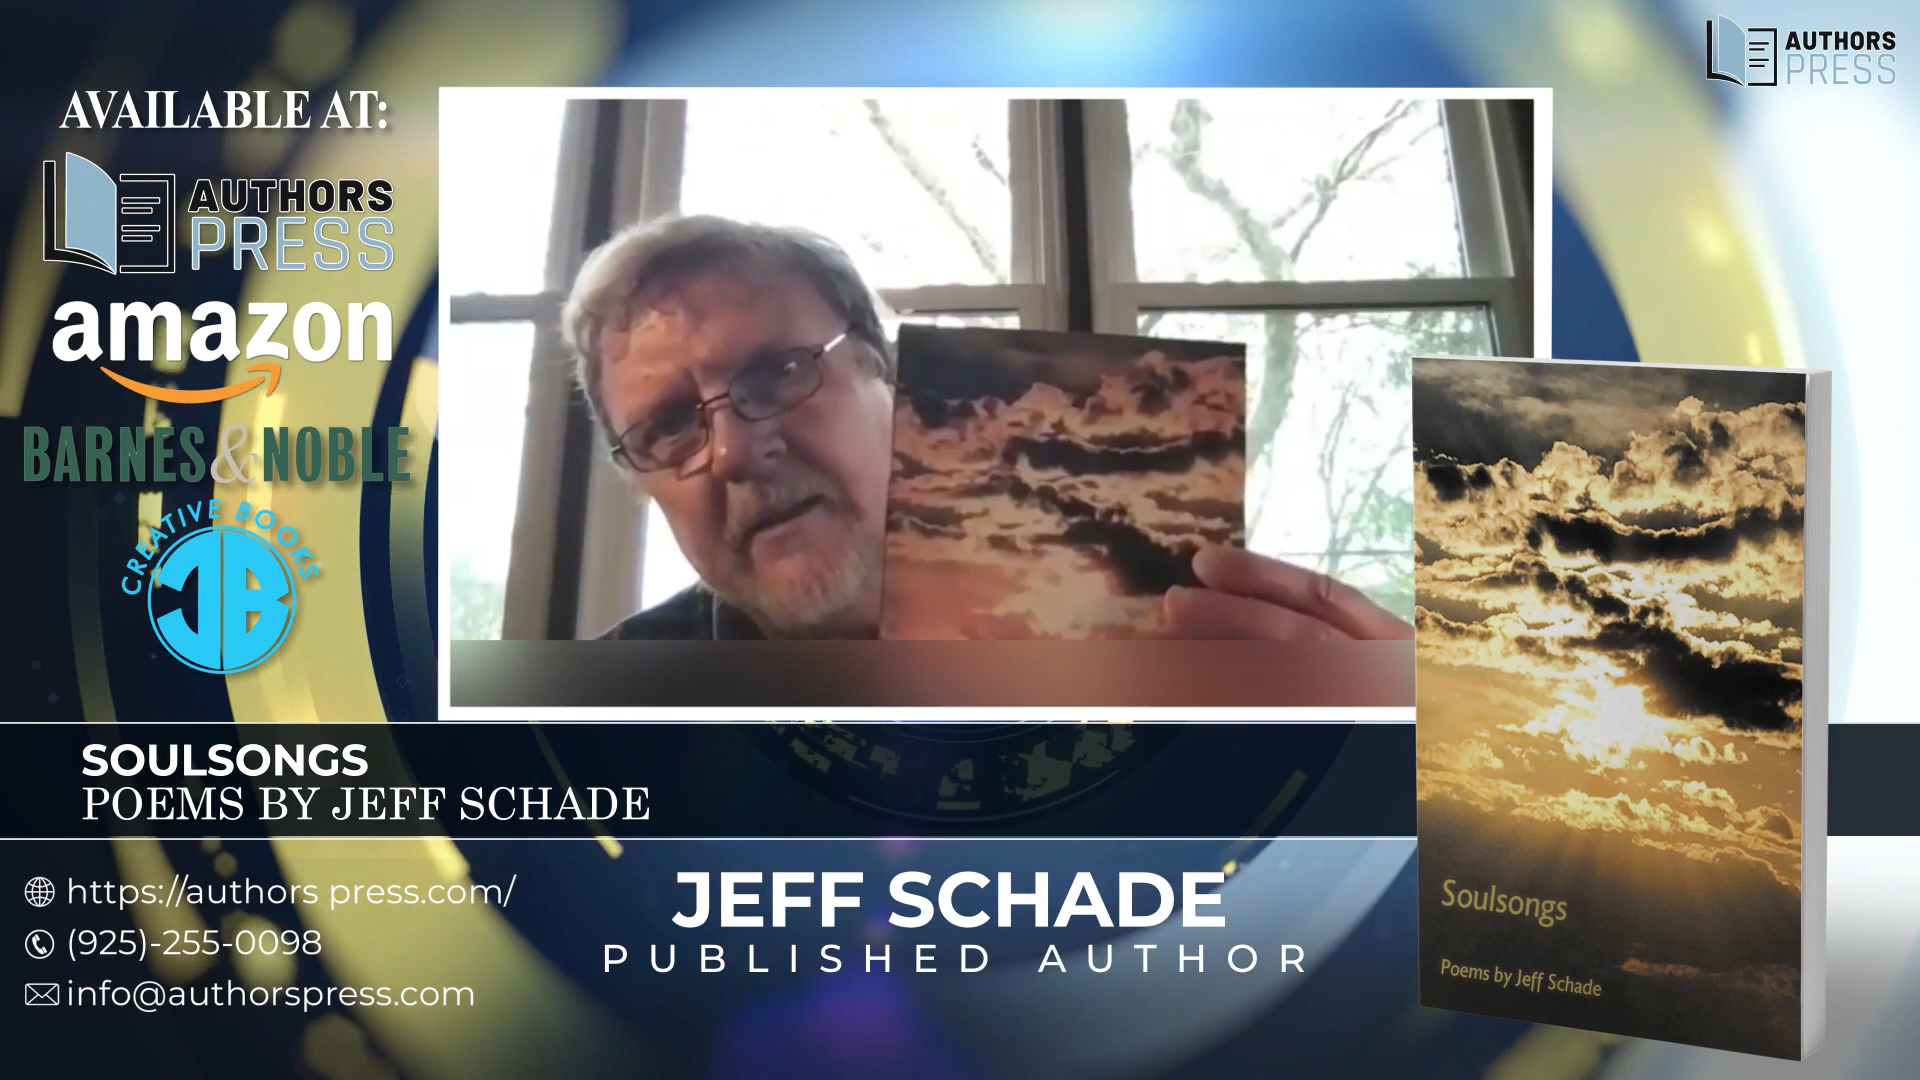 AUTHORS
PRESS
AVAILABLE AT:
AUTHORS
PRESS
amazon
BARNES&NOBLE
CREATIVE BOOKS
CB
SOULSONGS
POEMS BY JEFF SCHADE
https://authors press.com/
(925)-255-0098
info@authorspress.com
JEFF SCHADE
PUBLISHED AUTHOR
Soulsongs
Poems by Jeff Schade